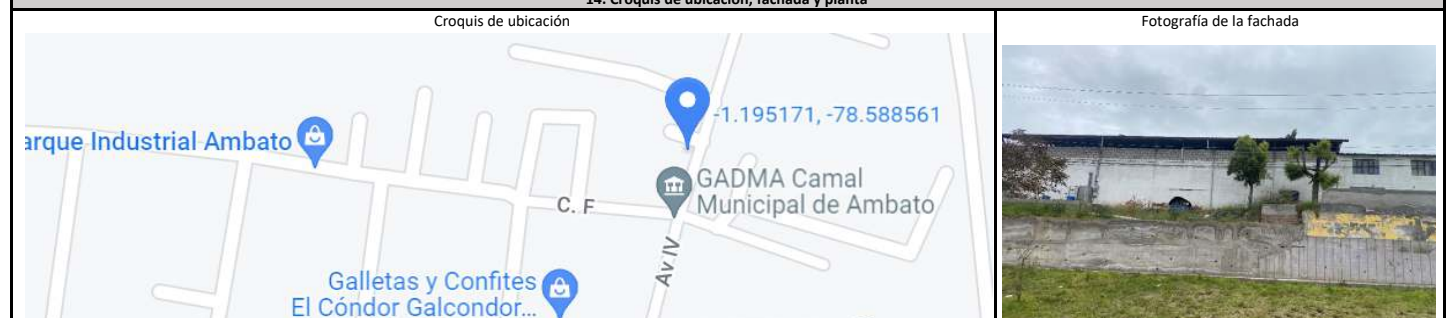 14. Croquis de ubicación, fachada y planta
Croquis de ubicación
Fotografía de la fachada
-1.195171, -78.588561
arque Industrial Ambato
GADMA Camal
Municipal de Ambato
C. F
Av IV
Galletas y Confites
El Cóndor Galcondor...